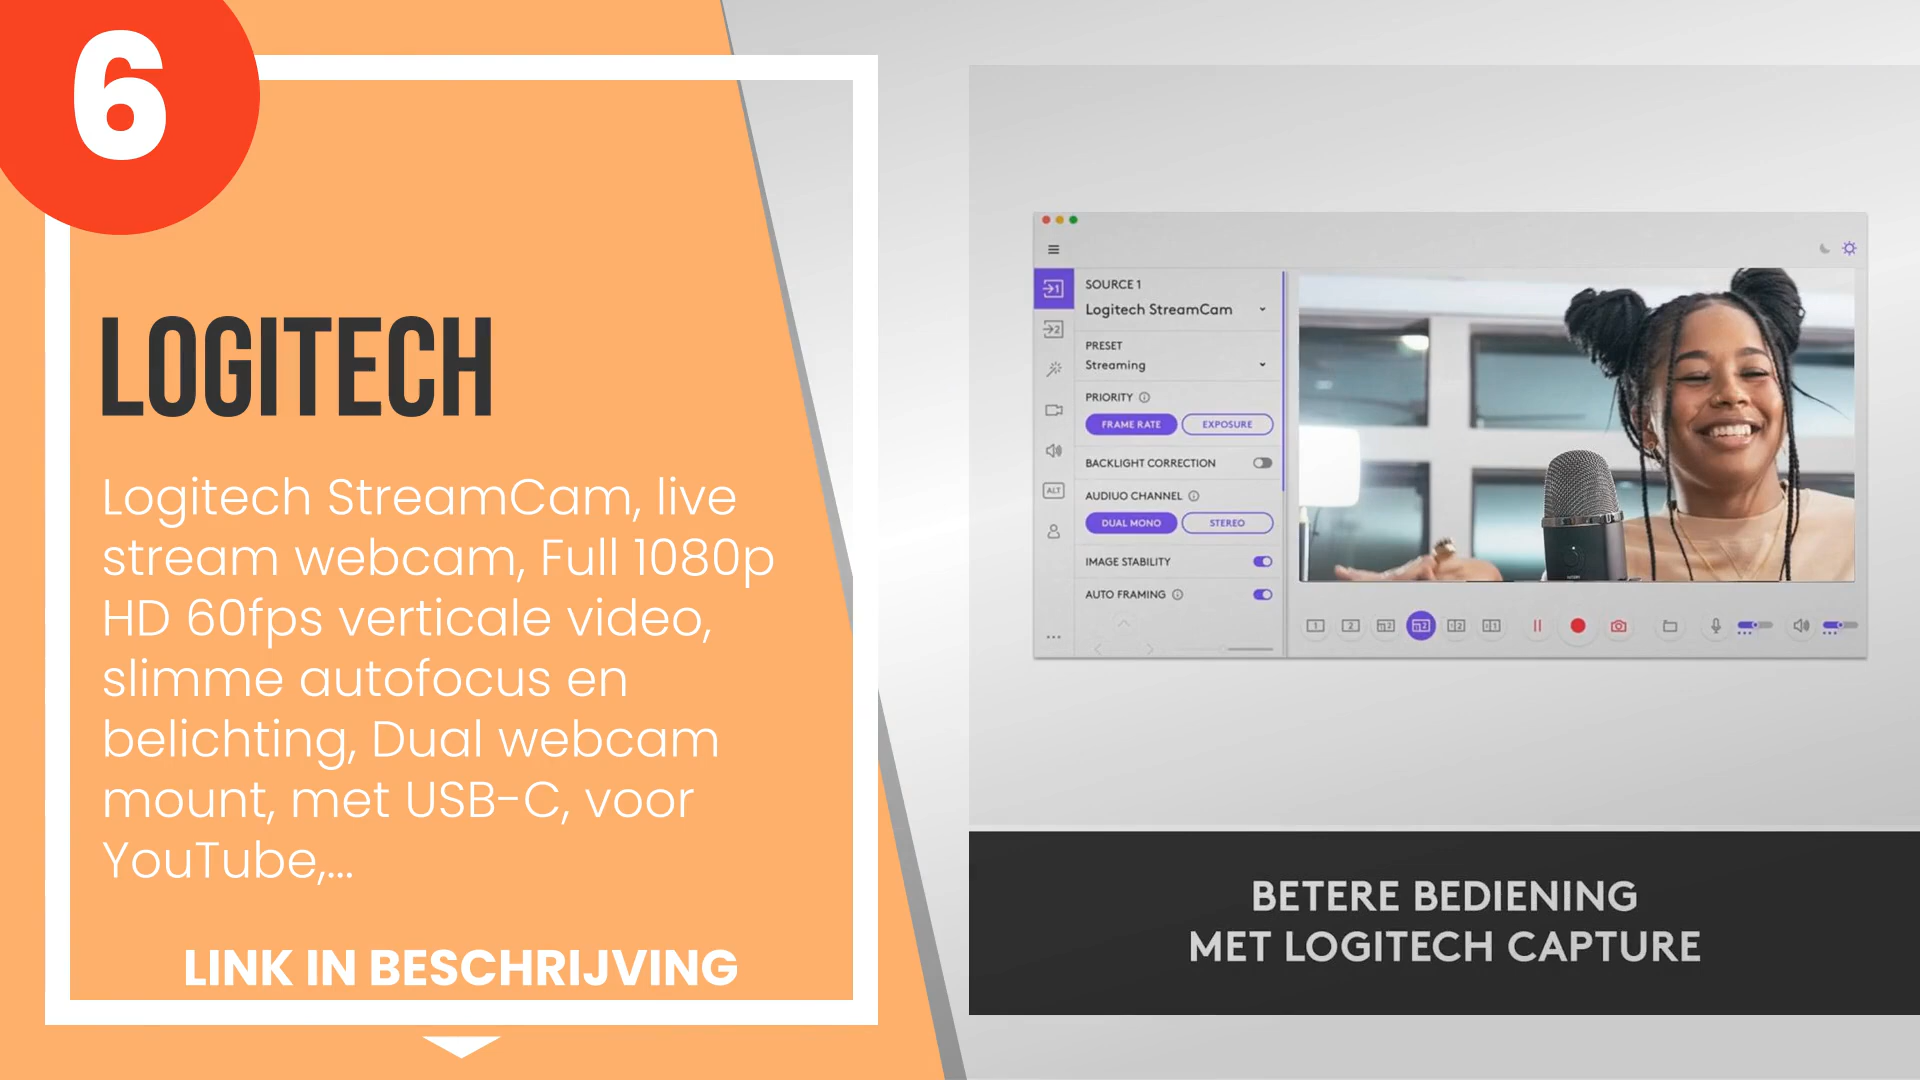 6
LOGITECH
Logitech StreamCam, live
stream webcam, Full 1080p
HD 60fps verticale video,
slimme autofocus en
belichting, Dual webcam
mount, met USB-C, voor
YouTube,...
LINK IN BESCHRIJVING
SOURCE 1
Logitech StreamCam
PRESET
Streaming
PRIORITY
FRAME RATE EXPOSURE
BACKLIGHT CORRECTION
AUDIUO CHANNEL
DUAL MONO STEREO
IMAGE STABILITY
AUTO FRAMING
ALT
BETERE BEDIENING
MET LOGITECH CAPTURE